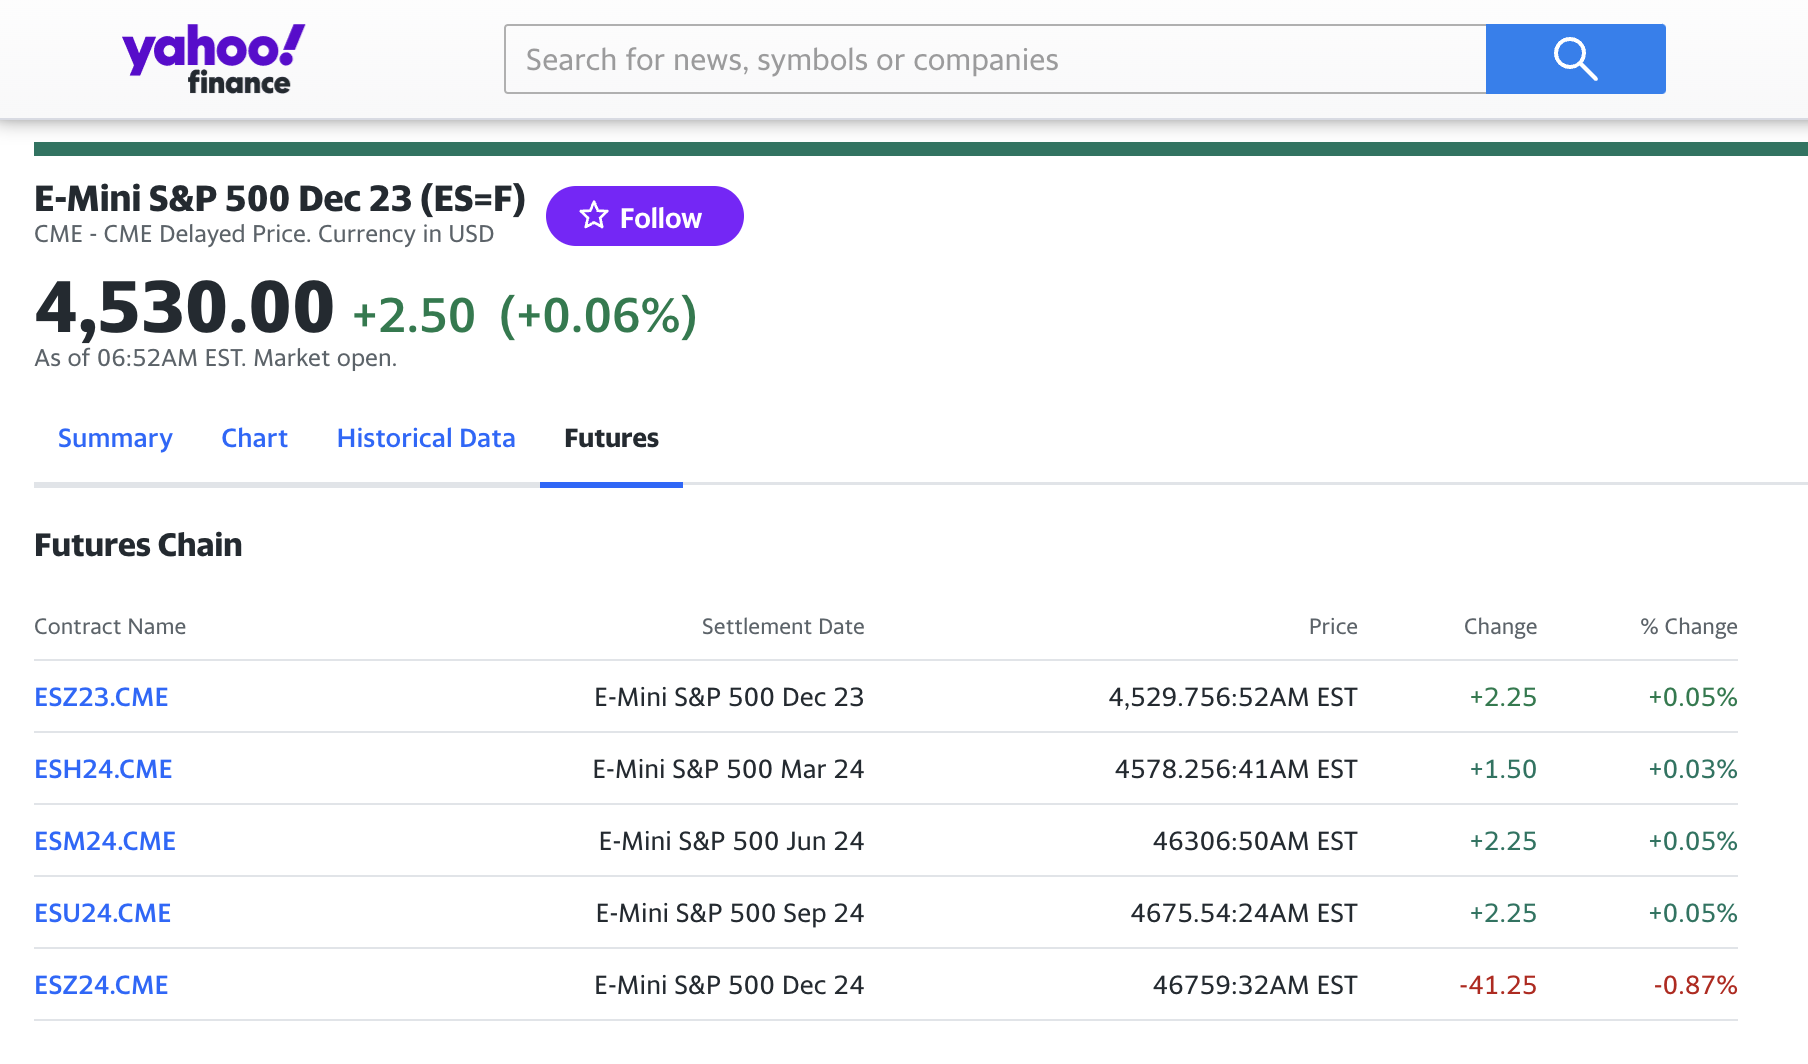 yahoo!
finance
Search for news, symbols or companies
E-Mini S&P 500 Dec 23 (ES=F)
Follow
CME - CME Delayed Price. Currency in USD
4,530.00 +2.50 (+0.06%)
As of 06:52AM EST. Market open.
Summary Chart Historical Data Futures
Futures Chain
Contract Name Settlement Date Price Change % Change
ESZ23.CME E-Mini S&P 500 Dec 23 4,529.756:52AM EST +2.25 +0.05%
ESH24.CME E-Mini S&P 500 Mar 24 4578.256:41AM EST +1.50 +0.03%
ESM24.CME E-Mini S&P 500 Jun 24 46306:50AM EST +2.25 +0.05%
ESU24.CME E-Mini S&P 500 Sep 24 4675.54:24AM EST +2.25 +0.05%
ESZ24.CME E-Mini S&P 500 Dec 24 46759:32AM EST -41.25 -0.87%